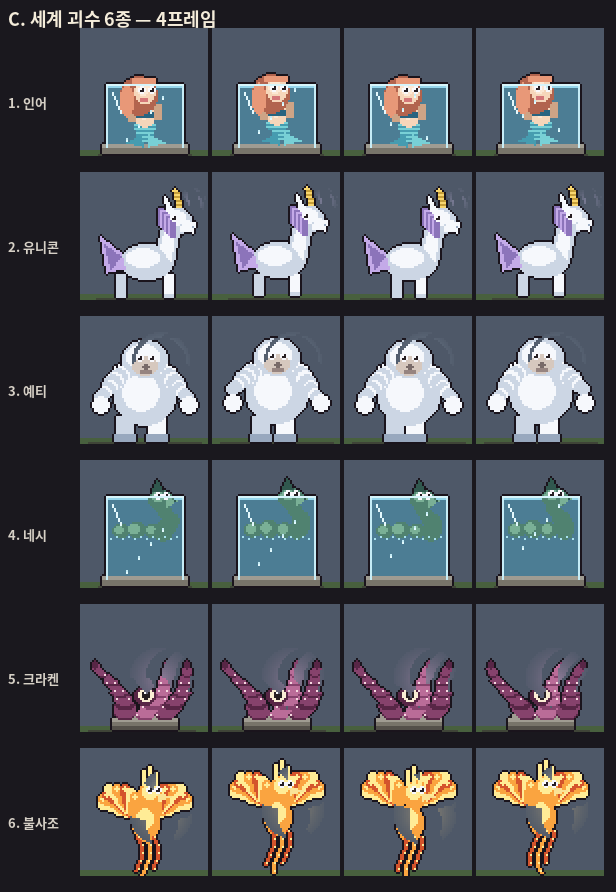 C. 세계 괴수 6종 — 4프레임
1. 인어
2. 유니콘
3. 예티
4. 네시
5. 크라켄
6. 불사조